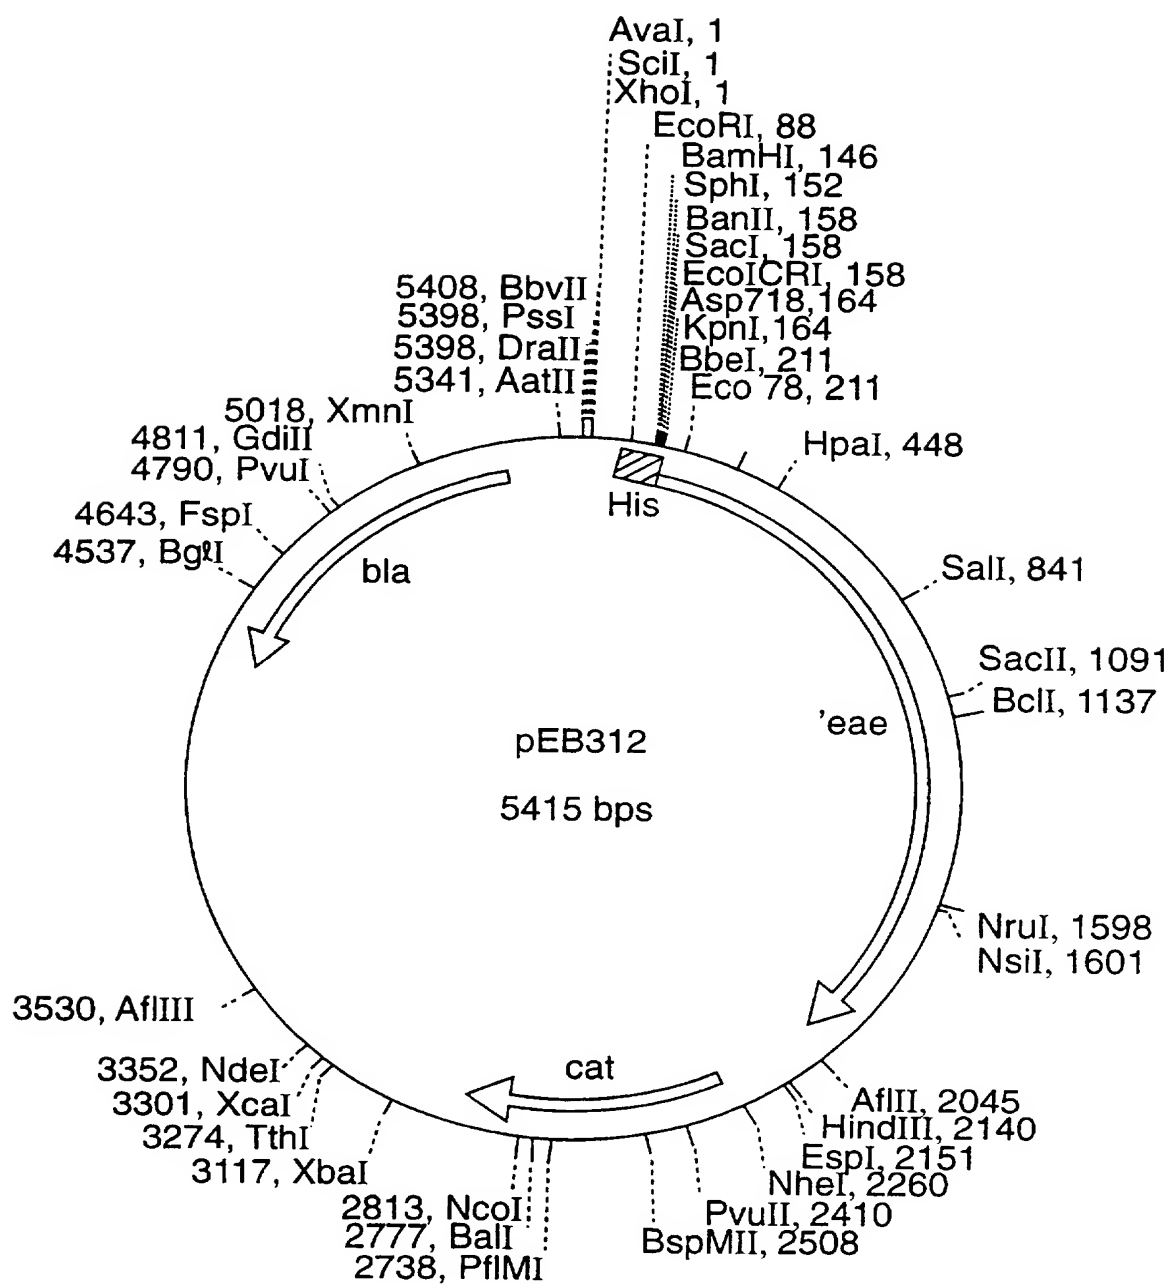 AvaI, 1
SciI, 1
XhoI, 1
EcoRI, 88
BamHI, 146
SphI, 152
BanII, 158
SacI, 158
EcoICRI, 158
Asp718,164
KpnI,164
BbeI, 211
Eco 78, 211
HpaI, 448
SalI, 841
SacII, 1091
BclI, 1137
NruI, 1598
NsiI, 1601
AflII, 2045
HindIII, 2140
EspI, 2151
NheI, 2260
PvuII, 2410
BspMII, 2508
2738, PflMI
2777, BalI
2813, NcoI
3117, XbaI
3274, TthI
3301, XcaI
3352, NdeI
3530, AflIII
4537, BglI
4643, FspI
4790, PvuI
4811, GdiII
5018, XmnI
5341, AatII
5398, DraII
5398, PssI
5408, BbvII
His
bla
'eae
cat
pEB312
5415 bps